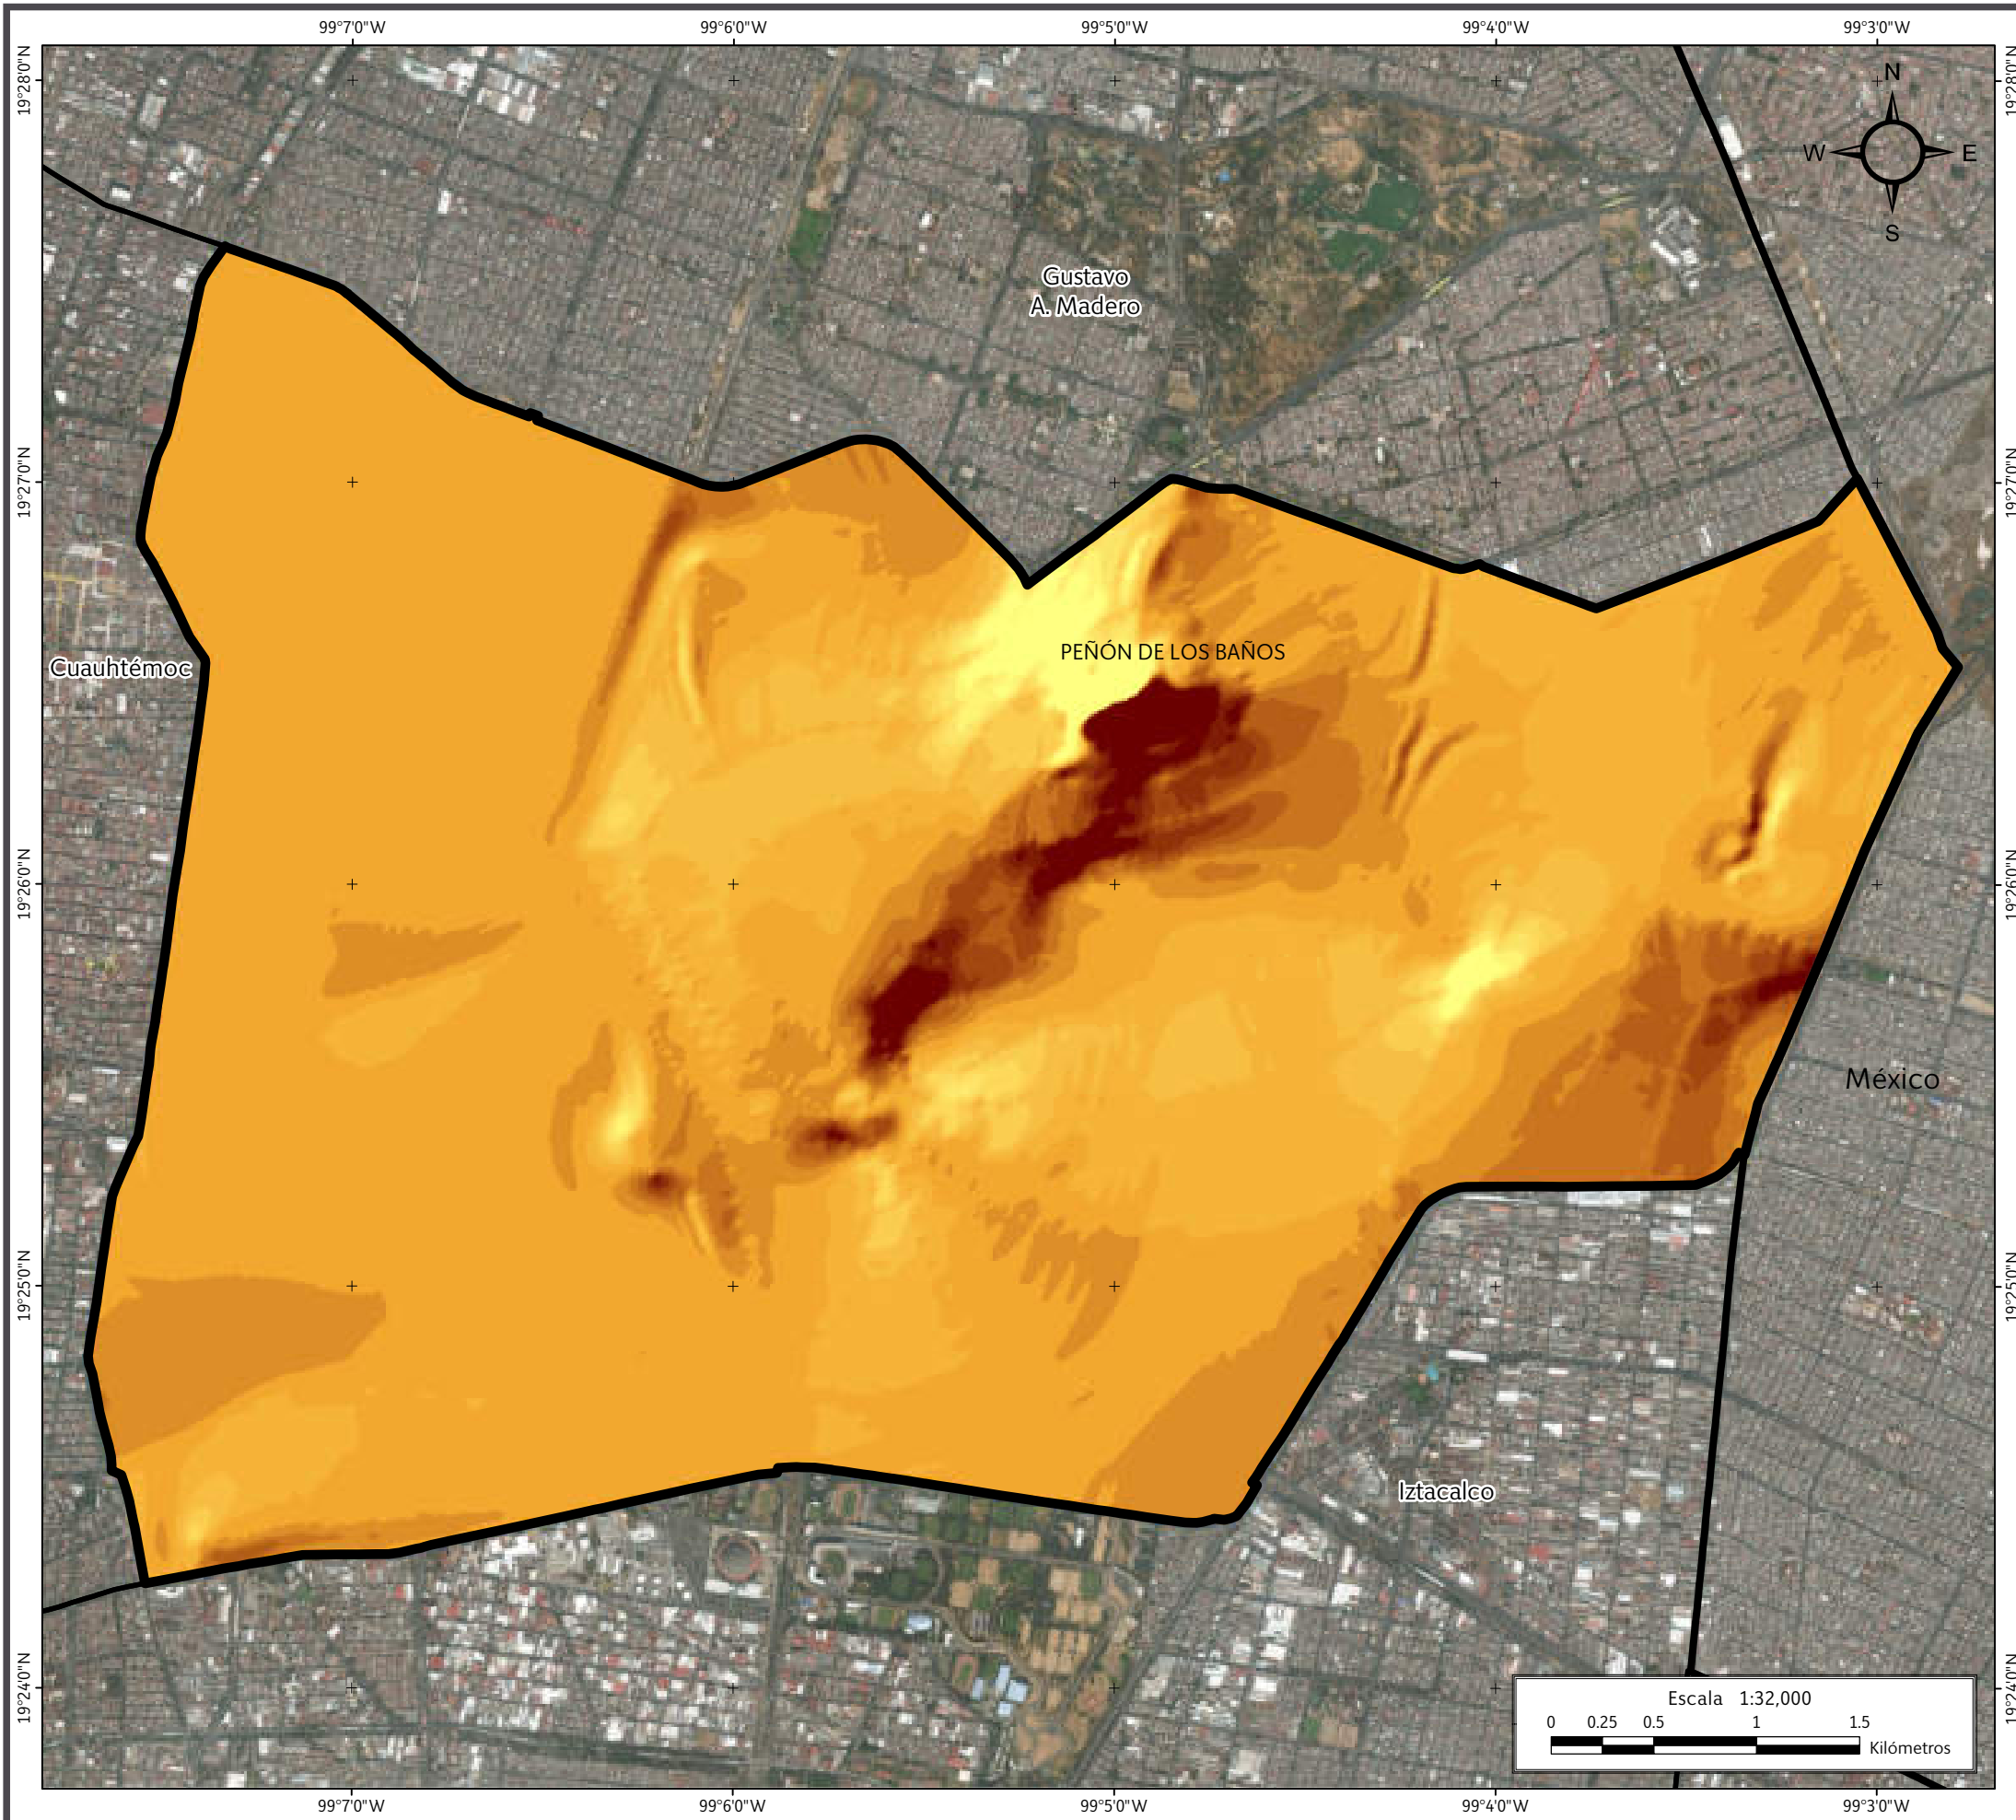 99°7'0"W
99°6'0"W
99°5'0"W
99°4'0"W
99°3'0"W
19°28'0"N
19°28'0"N
N
W
E
S
Gustavo
A. Madero
19°27'0"N
19°27'0"N
PEÑÓN DE LOS BAÑOS
Cuauhtémoc
19°26'0"N
19°26'0"N
México
19°25'0"N
19°25'0"N
Iztacalco
19°24'0"N
19°24'0"N
Escala 1:32,000
0 0.25 0.5 1 1.5
Kilómetros
99°7'0"W
99°6'0"W
99°5'0"W
99°4'0"W
99°3'0"W